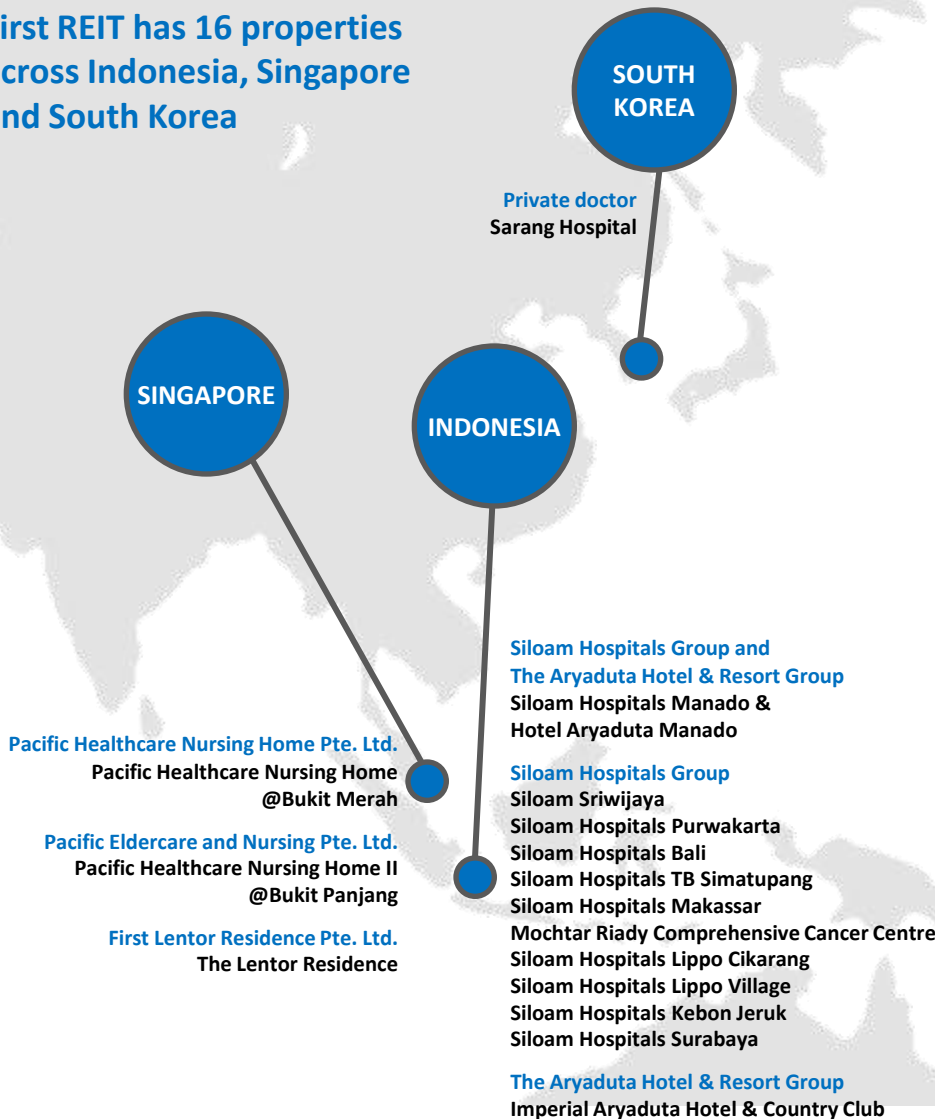 irst REIT has 16 properties
cross Indonesia, Singapore
nd South Korea
SOUTH
KOREA
Private doctor
Sarang Hospital
SINGAPORE
INDONESIA
Pacific Healthcare Nursing Home Pte. Ltd.
Pacific Healthcare Nursing Home
@Bukit Merah
Pacific Eldercare and Nursing Pte. Ltd.
Pacific Healthcare Nursing Home II
@Bukit Panjang
First Lentor Residence Pte. Ltd.
The Lentor Residence
Siloam Hospitals Group and
The Aryaduta Hotel & Resort Group
Siloam Hospitals Manado &
Hotel Aryaduta Manado
Siloam Hospitals Group
Siloam Sriwijaya
Siloam Hospitals Purwakarta
Siloam Hospitals Bali
Siloam Hospitals TB Simatupang
Siloam Hospitals Makassar
Mochtar Riady Comprehensive Cancer Centre
Siloam Hospitals Lippo Cikarang
Siloam Hospitals Lippo Village
Siloam Hospitals Kebon Jeruk
Siloam Hospitals Surabaya
The Aryaduta Hotel & Resort Group
Imperial Aryaduta Hotel & Country Club